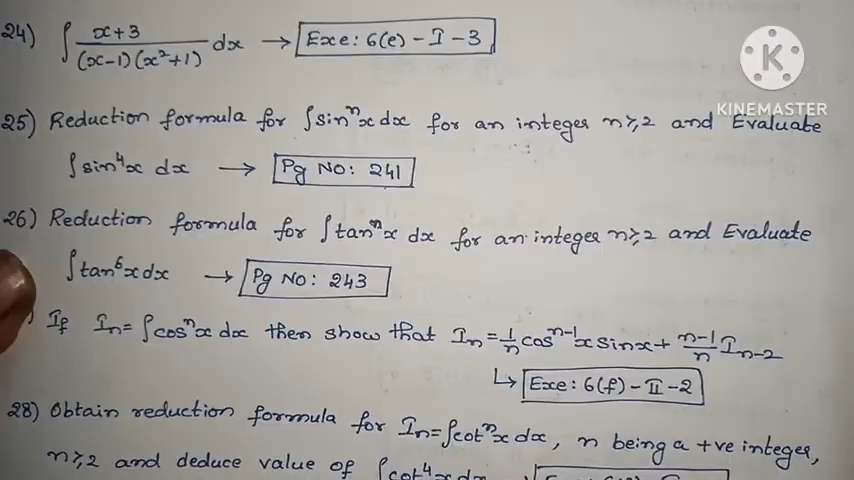 24) ∫ x+3 / (x-1)(x²+1) dx → Exe: 6(e) - I - 3
KINEMASTER
25) Reduction formula for ∫sinⁿx dx for an integer n≥2 and Evaluate
∫sin⁴x dx → Pg NO: 241
26) Reduction formula for ∫tanⁿx dx for an integer n≥2 and Evaluate
∫tan⁶x dx → Pg NO: 243
If Iₙ = ∫cosⁿx dx then show that Iₙ = 1/n cosⁿ⁻¹x sinx + n-1/n Iₙ₋₂
↳ Exe: 6(f) - II - 2
28) Obtain reduction formula for Iₙ = ∫cotⁿx dx, n being a +ve integer,
n≥2 and deduce value of ∫cot⁴x dx